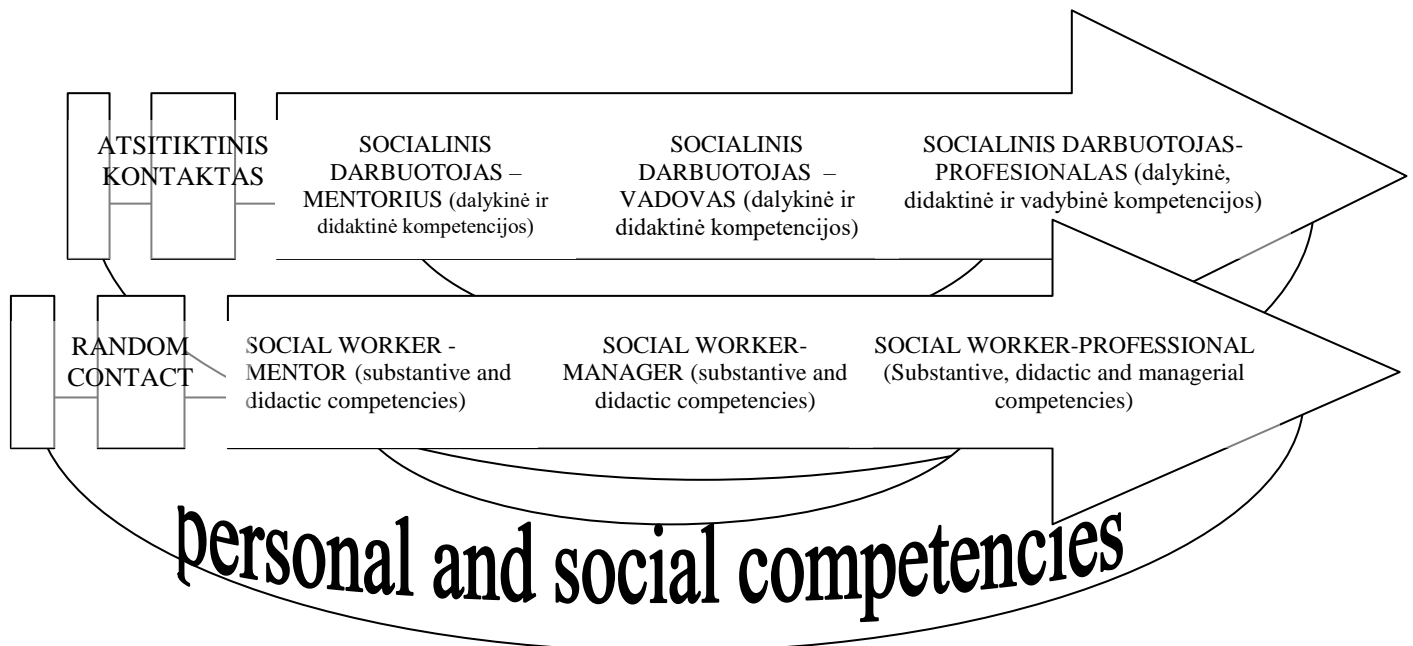 ATSITIKTINIS
KONTAKTAS
SOCIALINIS
DARBUOTOJAS –
MENTORIUS (dalykinė ir
didaktinė kompetencijos)
SOCIALINIS
DARBUOTOJAS –
VADOVAS (dalykinė ir
didaktinė kompetencijos)
SOCIALINIS DARBUOTOJAS-
PROFESIONALAS (dalykinė,
didaktinė ir vadybinė kompetencijos)
RANDOM
CONTACT
SOCIAL WORKER -
MENTOR (substantive and
didactic competencies)
SOCIAL WORKER-
MANAGER (substantive and
didactic competencies)
SOCIAL WORKER-PROFESSIONAL
(Substantive, didactic and managerial
competencies)
personal and social competencies